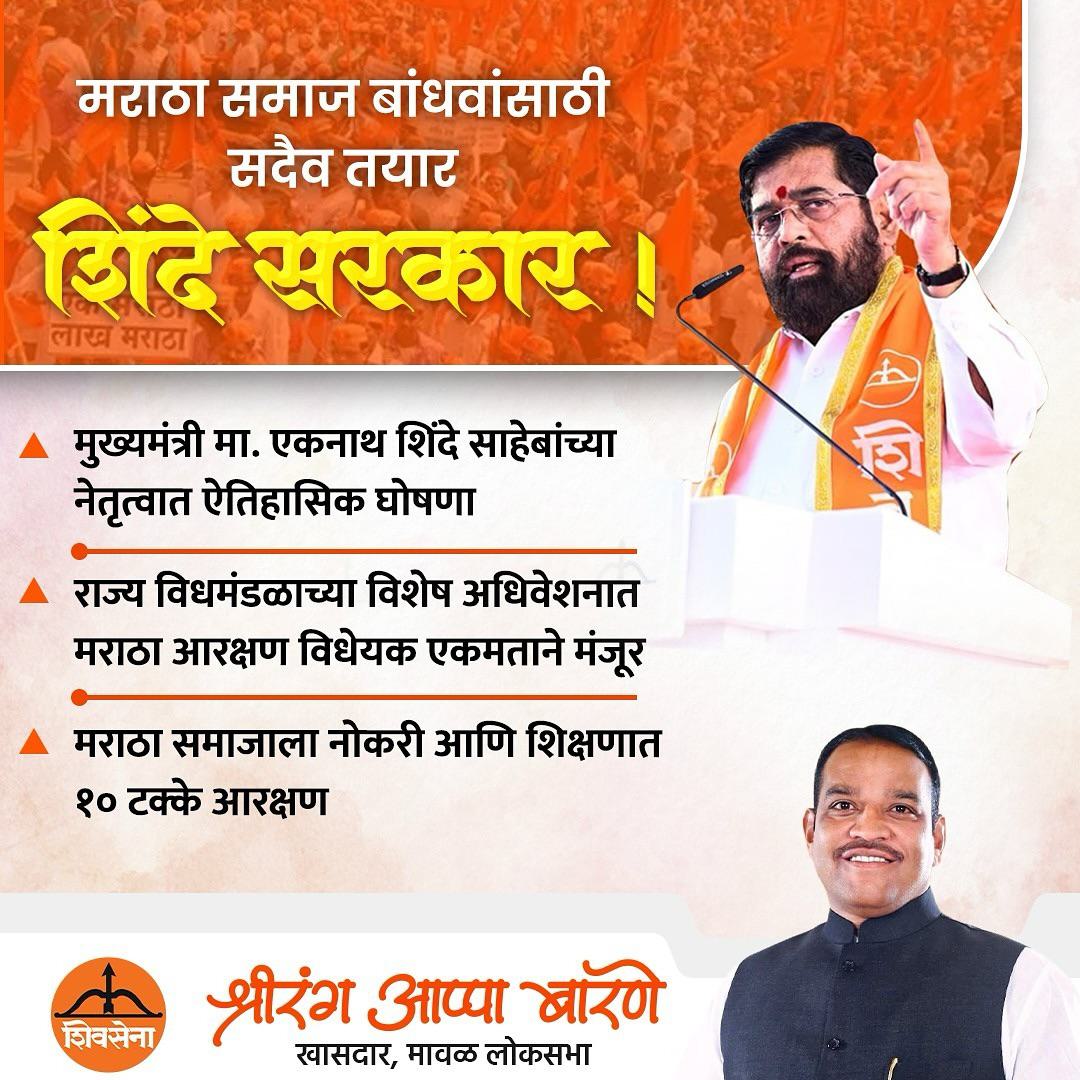 मराठा समाज बांधवांसाठी
सदैव तयार
शिंदे सरकार !
लाख मराठा
शि
मुख्यमंत्री मा. एकनाथ शिंदे साहेबांच्या
नेतृत्वात ऐतिहासिक घोषणा
राज्य विधमंडळाच्या विशेष अधिवेशनात
मराठा आरक्षण विधेयक एकमताने मंजूर
मराठा समाजाला नोकरी आणि शिक्षणात
१० टक्के आरक्षण
शिवसेना
श्रीरंग आप्पा बारणे
खासदार, मावळ लोकसभा